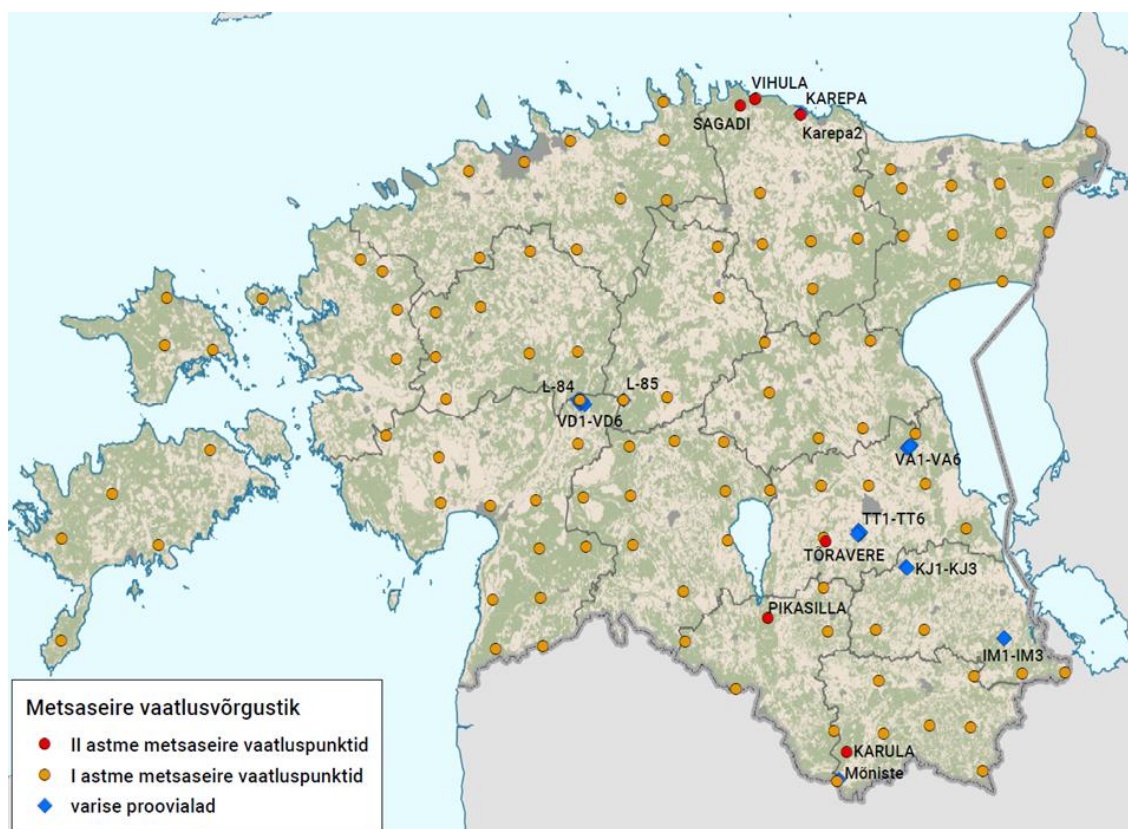 VIHULA
KAREPA
SAGADI
Karepa2
L-84
L-85
VD1-VD6
VA1-VA6
TT1-TT6
TÕRAVERE
KJ1-KJ3
PIKASILLA
IM1-IM3
KARULA
Mõniste
Metsaseire vaatlusvõrgustik
II astme metsaseire vaatluspunktid
I astme metsaseire vaatluspunktid
varise proovialad